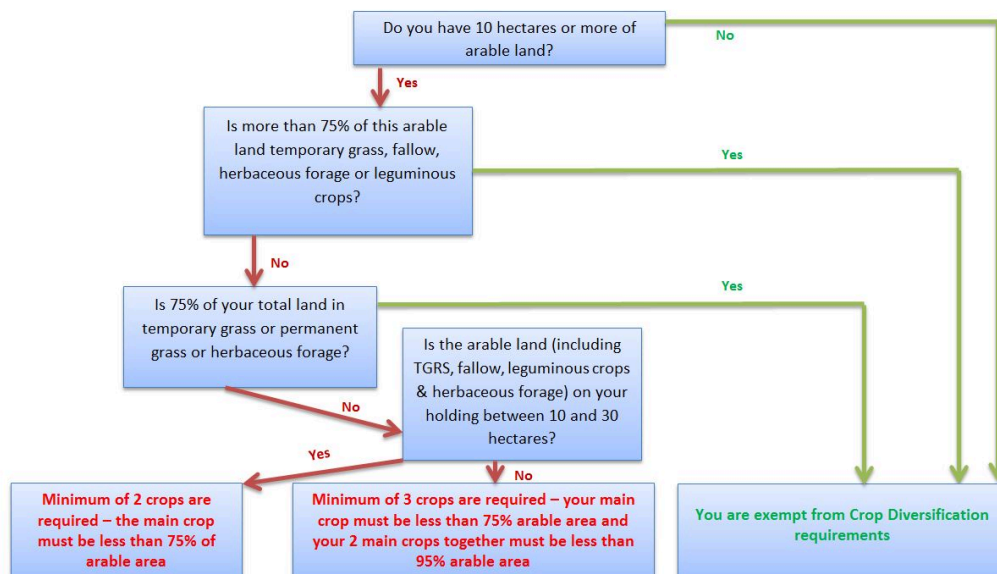 Do you have 10 hectares or more of
arable land?
No
Yes
Is more than 75% of this arable
land temporary grass, fallow,
herbaceous forage or leguminous
crops?
Yes
No
Is 75% of your total land in
temporary grass or permanent
grass or herbaceous forage?
Yes
Is the arable land (including
TGRS, fallow, leguminous crops
& herbaceous forage) on your
holding between 10 and 30
hectares?
No
Yes
No
Minimum of 2 crops are
required – the main crop
must be less than 75% of
arable area
Minimum of 3 crops are required – your main
crop must be less than 75% arable area and
your 2 main crops together must be less than
95% arable area
You are exempt from Crop Diversification
requirements